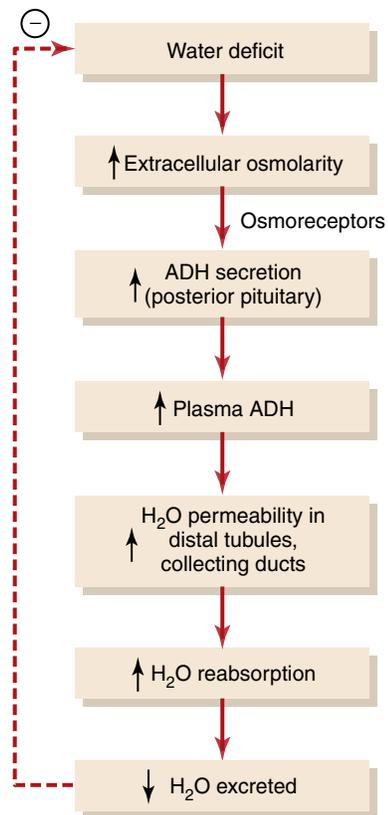 −
Water deficit
↑ Extracellular osmolarity
Osmoreceptors
↑ ADH secretion
(posterior pituitary)
↑ Plasma ADH
H₂O permeability in
↑ distal tubules,
collecting ducts
↑ H₂O reabsorption
↓ H₂O excreted